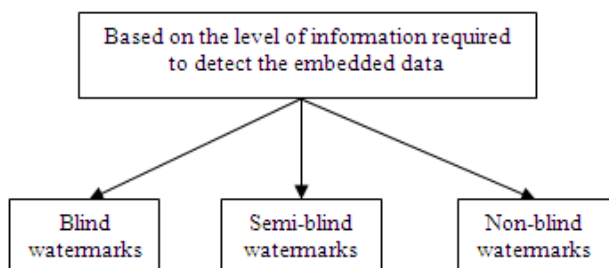 Based on the level of information required
to detect the embedded data
Blind
watermarks
Semi-blind
watermarks
Non-blind
watermarks